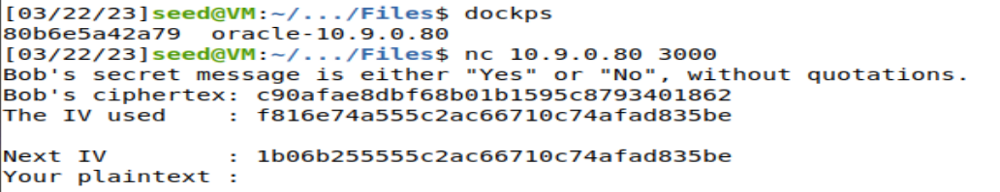 [03/22/23]seed@VM:~/.../Files$ dockps
80b6e5a42a79  oracle-10.9.0.80
[03/22/23]seed@VM:~/.../Files$ nc 10.9.0.80 3000
Bob's secret message is either "Yes" or "No", without quotations.
Bob's ciphertex: c90afae8dbf68b01b1595c8793401862
The IV used    : f816e74a555c2ac66710c74afad835be

Next IV        : 1b06b255555c2ac66710c74afad835be
Your plaintext :